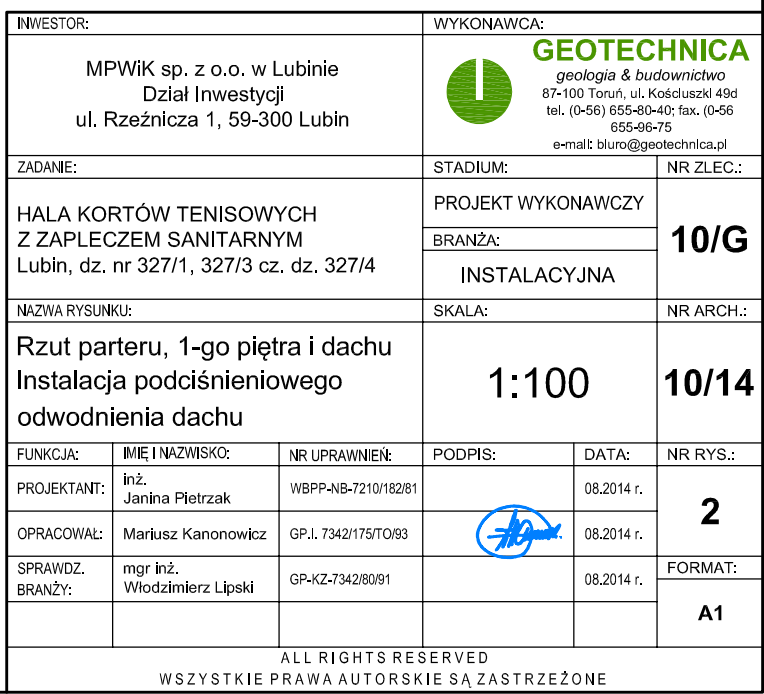 INWESTOR:
MPWiK sp. z o.o. w Lubinie
Dział Inwestycji
ul. Rzeźnicza 1, 59-300 Lubin
WYKONAWCA:
GEOTECHNICA
geologia & budownictwo
87-100 Toruń, ul. Kościuszki 49d
tel. (0-56) 655-80-40; fax. (0-56
655-96-75
e-mail: biuro@geotechnica.pl
ZADANIE:
HALA KORTÓW TENISOWYCH
Z ZAPLECZEM SANITARNYM
Lubin, dz. nr 327/1, 327/3 cz. dz. 327/4
STADIUM:
PROJEKT WYKONAWCZY
BRANŻA:
INSTALACYJNA
NR ZLEC.:
10/G
NAZWA RYSUNKU:
Rzut parteru, 1-go piętra i dachu
Instalacja podciśnieniowego
odwodnienia dachu
SKALA:
1:100
NR ARCH.:
10/14
FUNKCJA: IMIĘ I NAZWISKO: NR UPRAWNIEŃ: PODPIS: DATA:
PROJEKTANT: inż. Janina Pietrzak WBPP-NB-7210/182/81 08.2014 r.
OPRACOWAŁ: Mariusz Kanonowicz GP.I. 7342/175/TO/93 08.2014 r.
SPRAWDZ. BRANŻY: mgr inż. Włodzimierz Lipski GP-KZ-7342/80/91 08.2014 r.
NR RYS.:
2
FORMAT:
A1
ALL RIGHTS RESERVED
WSZYSTKIE PRAWA AUTORSKIE SĄ ZASTRZEŻONE